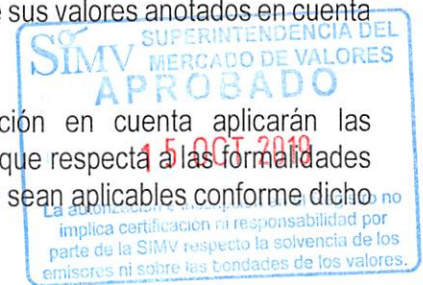 e sus valores anotados en cuenta
SIMV SUPERINTENDENCIA DEL
MERCADO DE VALORES
APROBADO
ción en cuenta aplicarán las
que respecta a las formalidades
15 OCT 2019
sean aplicables conforme dicho
La autorización e inscripción en el Registro no
implica certificación ni responsabilidad por
parte de la SIMV respecto la solvencia de los
emisores ni sobre las bondades de los valores.